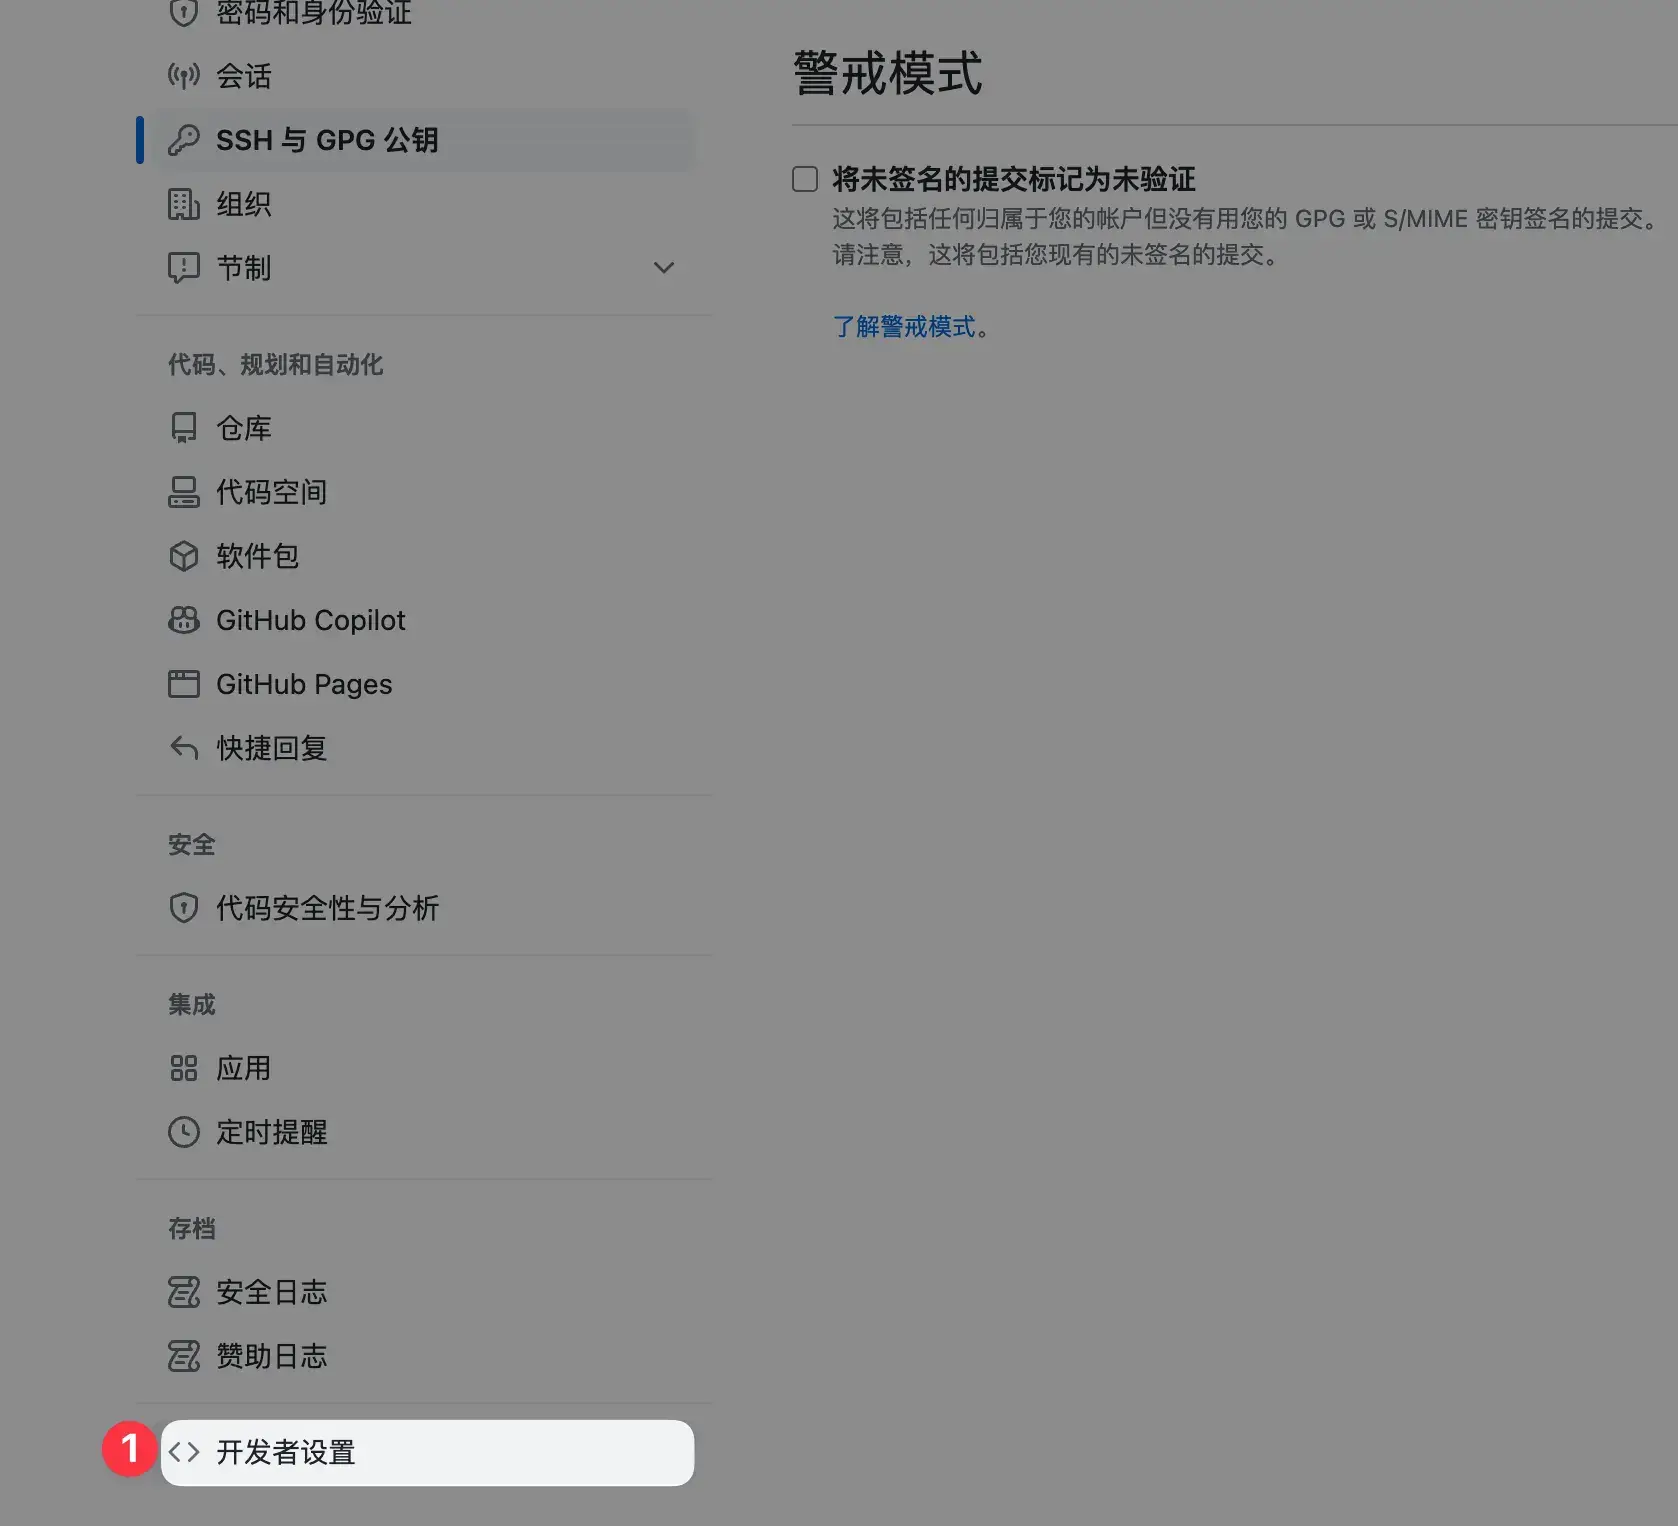 密码和身份验证
会话
SSH 与 GPG 公钥
组织
节制
代码、规划和自动化
仓库
代码空间
软件包
GitHub Copilot
GitHub Pages
快捷回复
安全
代码安全性与分析
集成
应用
定时提醒
存档
安全日志
赞助日志
1
开发者设置
警戒模式
将未签名的提交标记为未验证
这将包括任何归属于您的帐户但没有用您的 GPG 或 S/MIME 密钥签名的提交。
请注意，这将包括您现有的未签名的提交。
了解警戒模式。